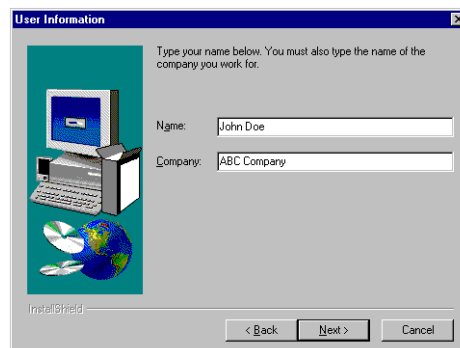 User Information
Type your name below. You must also type the name of the
company you work for.
Name: John Doe
Company: ABC Company
InstallShield
< Back Next > Cancel